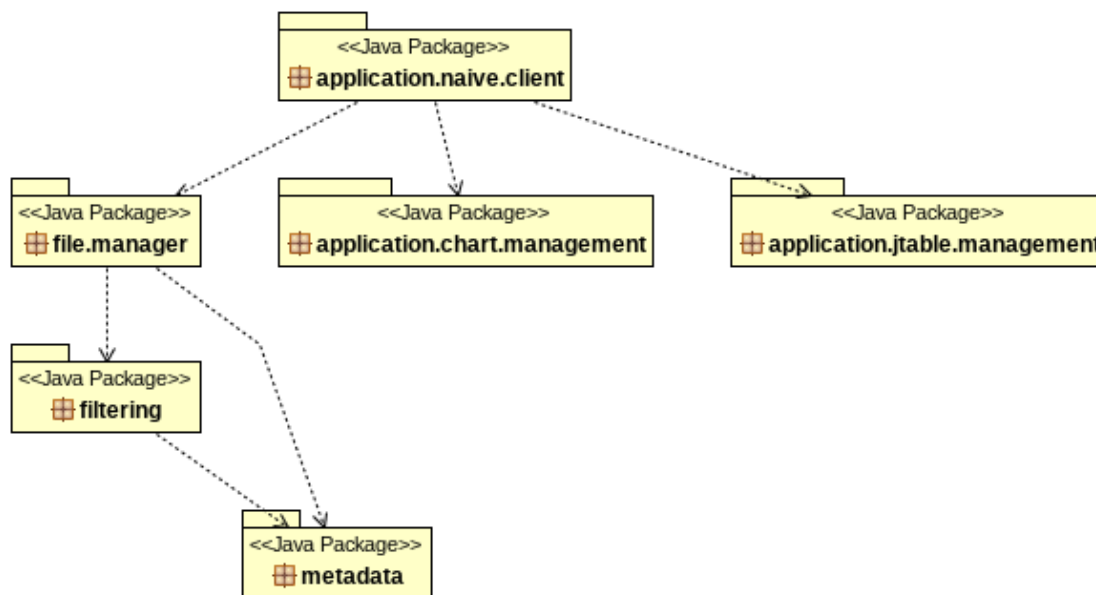 <<Java Package>>
application.naive.client
<<Java Package>>
file.manager
<<Java Package>>
application.chart.management
<<Java Package>>
application.jtable.management
<<Java Package>>
filtering
<<Java Package>>
metadata